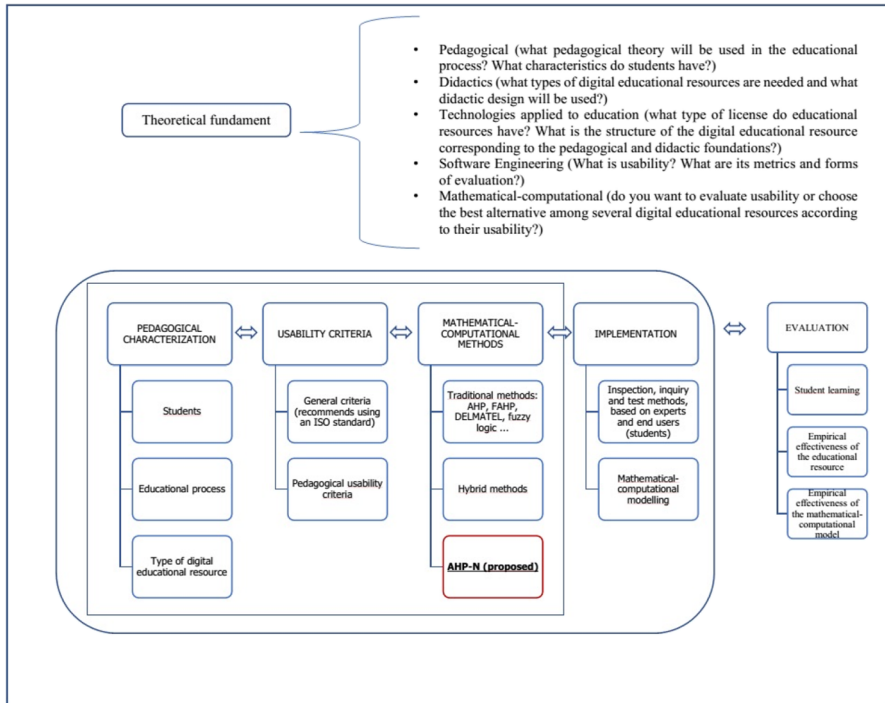 • Pedagogical (what pedagogical theory will be used in the educational
process? What characteristics do students have?)
• Didactics (what types of digital educational resources are needed and what
didactic design will be used?)
Theoretical fundament
• Technologies applied to education (what type of license do educational
resources have? What is the structure of the digital educational resource
corresponding to the pedagogical and didactic foundations?)
• Software Engineering (What is usability? What are its metrics and forms
of evaluation?)
• Mathematical-computational (do you want to evaluate usability or choose
the best alternative among several digital educational resources according
to their usability?)
PEDAGOGICAL
CHARACTERIZATION
Students
Educational process
Type of digital
educational resource
USABILITY CRITERIA
General criteria
(recommends using
an ISO standard)
Pedagogical usability
criteria
MATHEMATICAL-
COMPUTATIONAL
METHODS
Traditional methods:
AHP, FAHP,
DELMATEL, fuzzy
logic ...
Hybrid methods
AHP-N (proposed)
IMPLEMENTATION
Inspection, inquiry
and test methods,
based on experts
and end users
(students)
Mathematical-
computational
modelling
EVALUATION
Student learning
Empirical
effectiveness of
the educational
resource
Empirical
effectiveness of
the mathematical-
computational
model